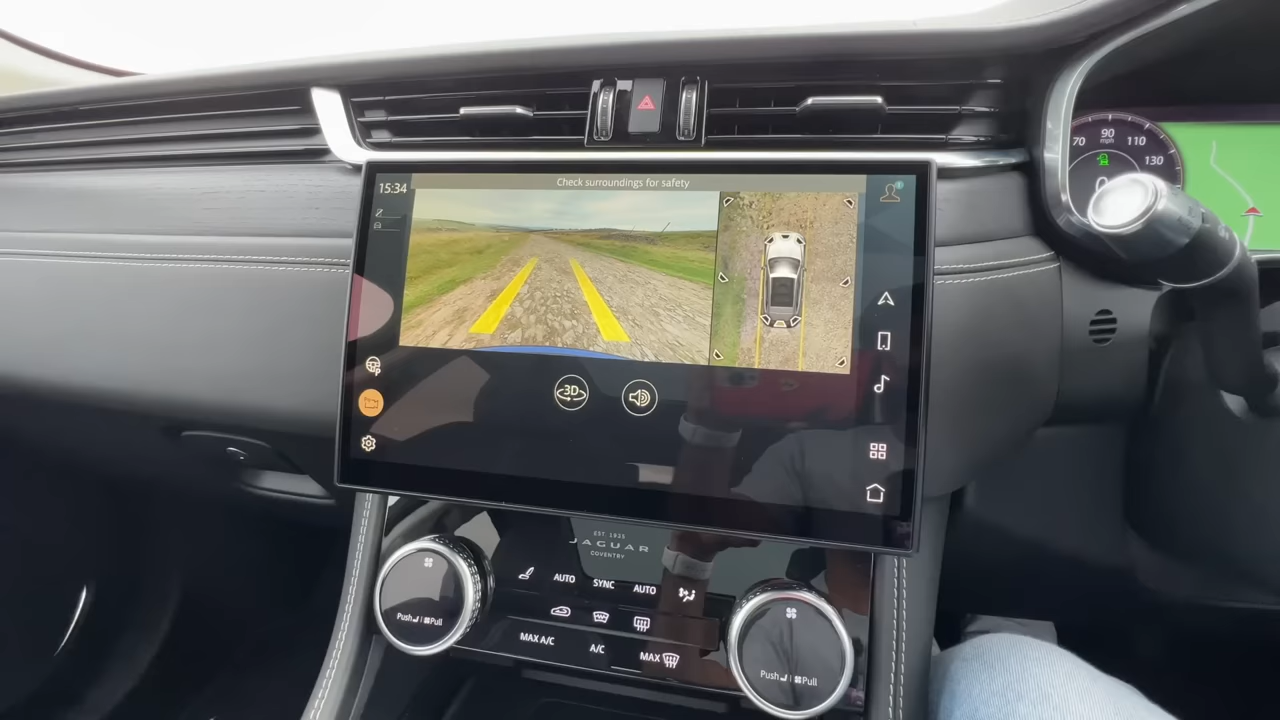 70
90
mph
110
130
0
15:34
Check surroundings for safety
3D
EST. 1935
JAGUAR
COVENTRY
AUTO
SYNC
AUTO
MAX A/C
A/C
MAX
Push Pull
Push Pull